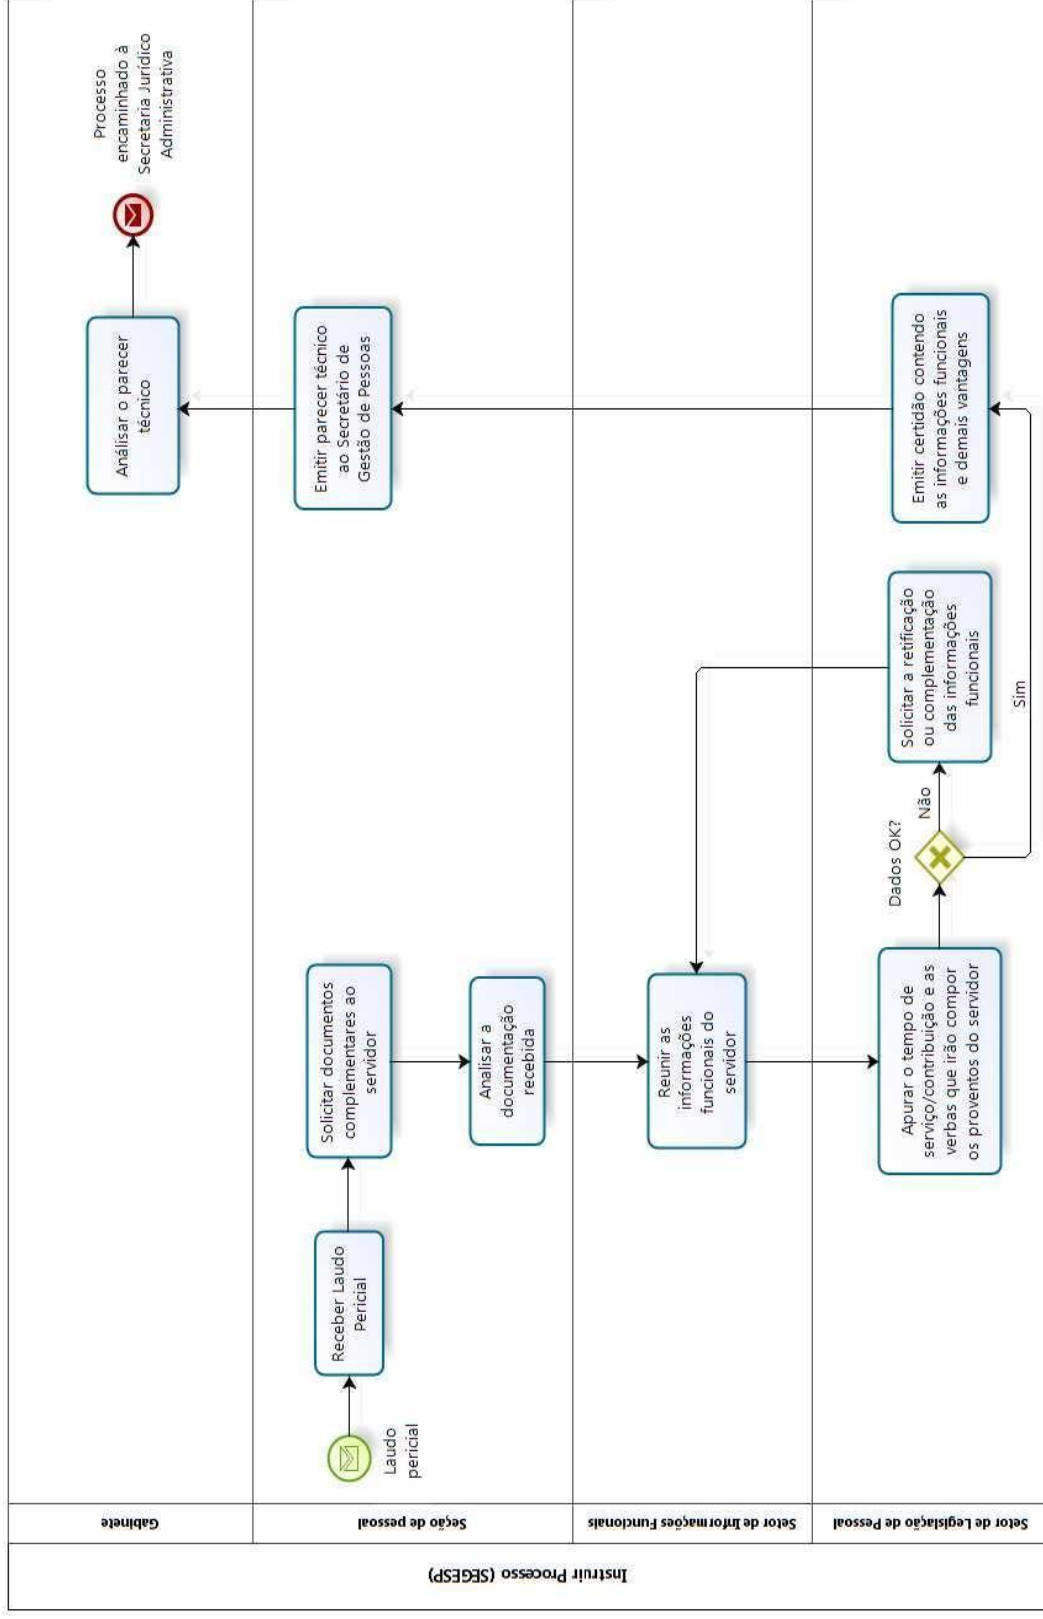 Instruir Processo (SEGESP)
Gabinete
Análisar o parecer
técnico
Processo
encaminhado à
Secretaria Jurídico
Administrativa
Seção de pessoal
Laudo
pericial
Receber Laudo
Pericial
Solicitar documentos
complementares ao
servidor
Analisar a
documentação
recebida
Emitir parecer técnico
ao Secretário de
Gestão de Pessoas
Setor de Informações Funcionais
Reunir as
informações
funcionais do
servidor
Setor de Legislação de Pessoal
Apurar o tempo de
serviço/contribuição e as
verbas que irão compor
os proventos do servidor
Dados OK?
Não
Sim
Solicitar a retificação
ou complementação
das informações
funcionais
Emitir certidão contendo
as informações funcionais
e demais vantagens